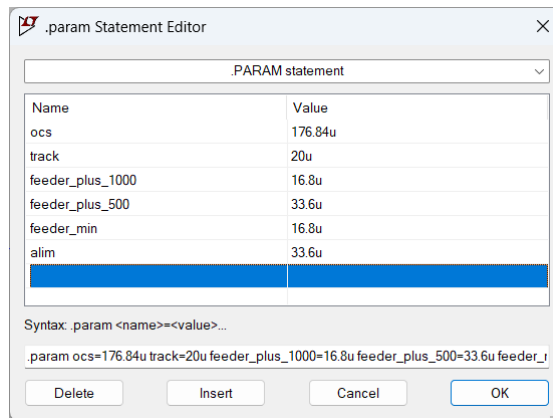 .param Statement Editor
.PARAM statement
Name Value
ocs 176.84u
track 20u
feeder_plus_1000 16.8u
feeder_plus_500 33.6u
feeder_min 16.8u
alim 33.6u
Syntax: .param <name>=<value>...
.param ocs=176.84u track=20u feeder_plus_1000=16.8u feeder_plus_500=33.6u feeder_r
Delete Insert Cancel OK